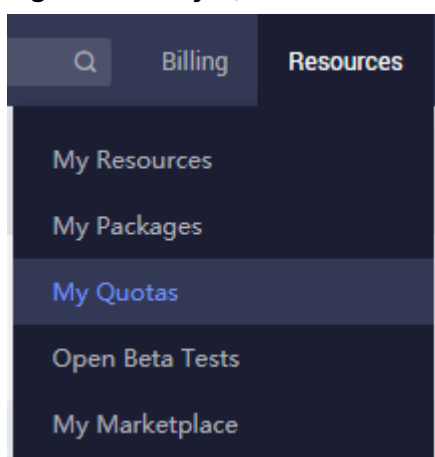 Billing Resources
My Resources
My Packages
My Quotas
Open Beta Tests
My Marketplace